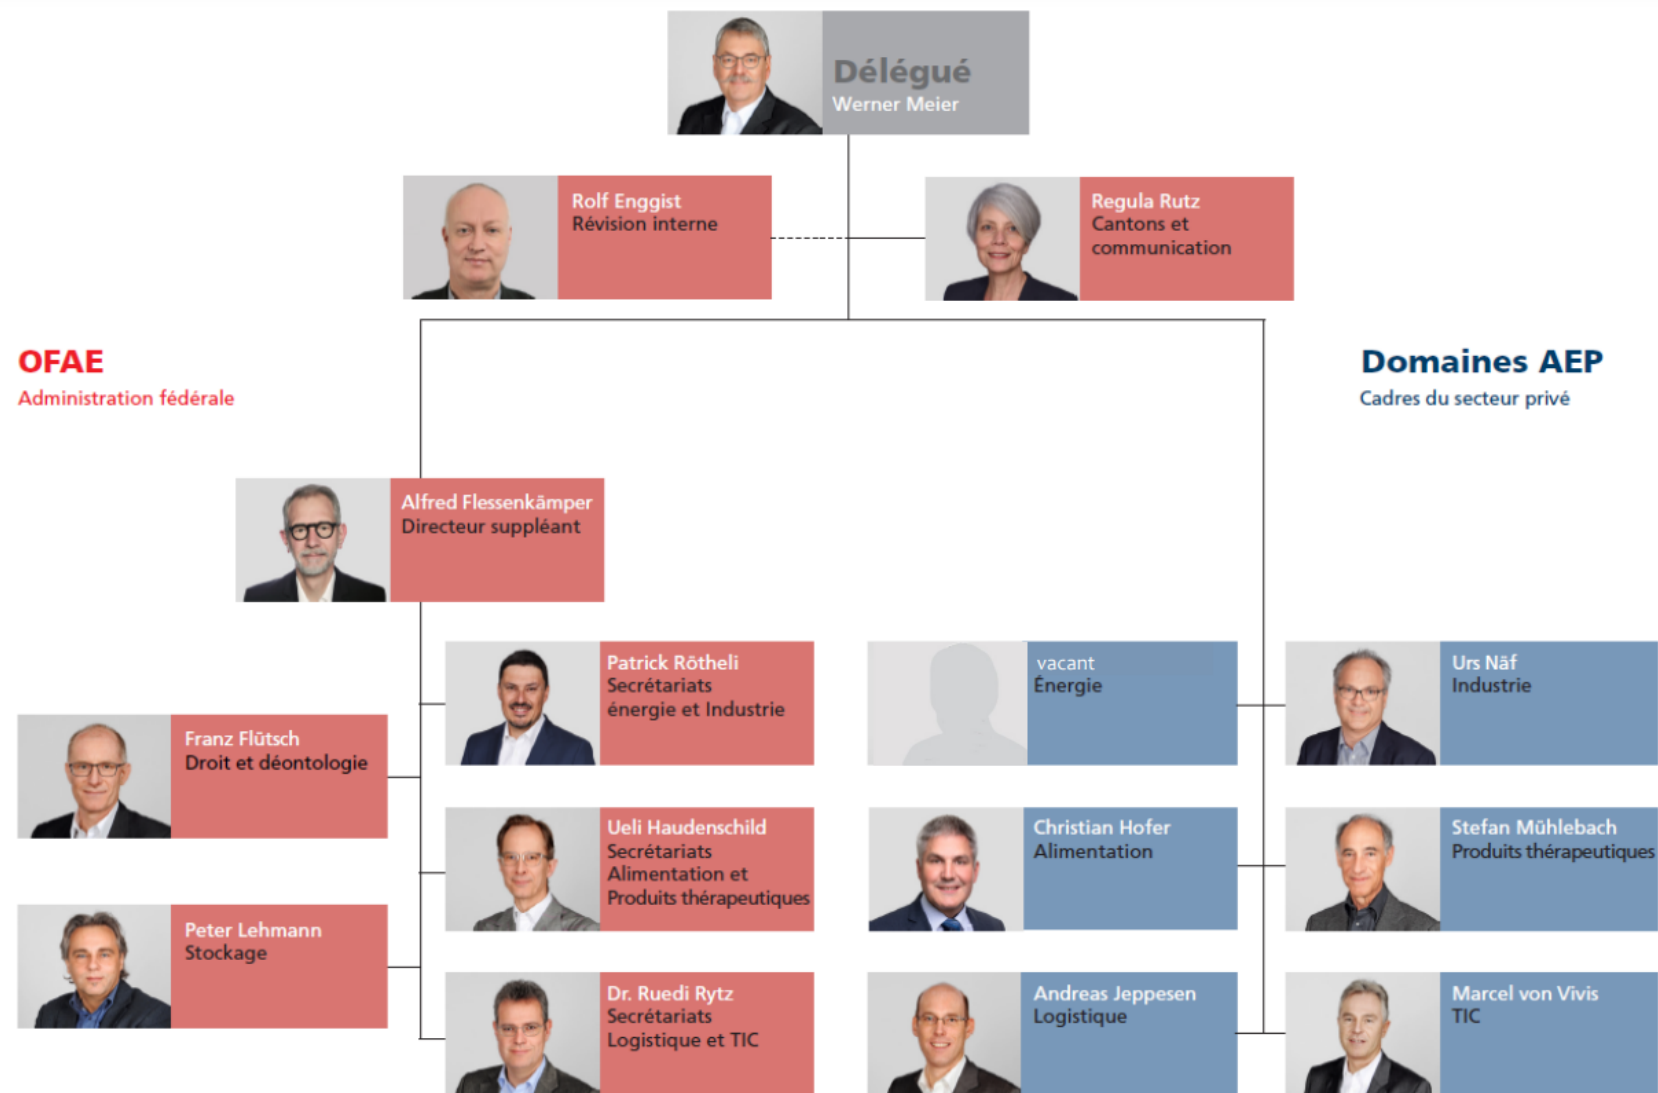 Délégué
Werner Meier
Rolf Enggist
Révision interne
Regula Rutz
Cantons et
communication
OFAE
Administration fédérale
Domaines AEP
Cadres du secteur privé
Alfred Flessenkämper
Directeur suppléant
Patrick Rötheli
Secrétariats
énergie et Industrie
vacant
Énergie
Urs Näf
Industrie
Franz Flütsch
Droit et déontologie
Ueli Haudenschild
Secrétariats
Alimentation et
Produits thérapeutiques
Christian Hofer
Alimentation
Stefan Mühlebach
Produits thérapeutiques
Peter Lehmann
Stockage
Dr. Ruedi Rytz
Secrétariats
Logistique et TIC
Andreas Jeppesen
Logistique
Marcel von Vivis
TIC